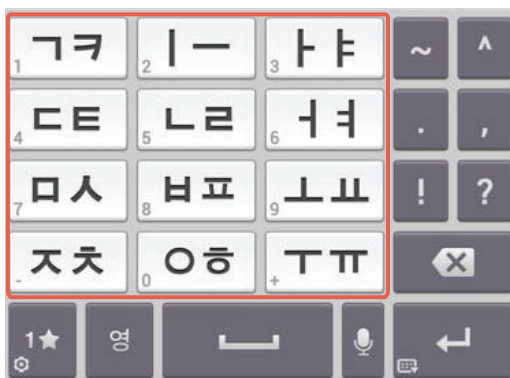 1 ㄱㅋ 2 ㅣㅡ 3 ㅏㅑ ~ ^
4 ㄷㅌ 5 ㄴㄹ 6 ㅓㅕ . ,
7 ㅁㅅ 8 ㅂㅍ 9 ㅗㅛ ! ?
- ㅈㅊ 0 ㅇㅎ + ㅜㅠ
1★ 영